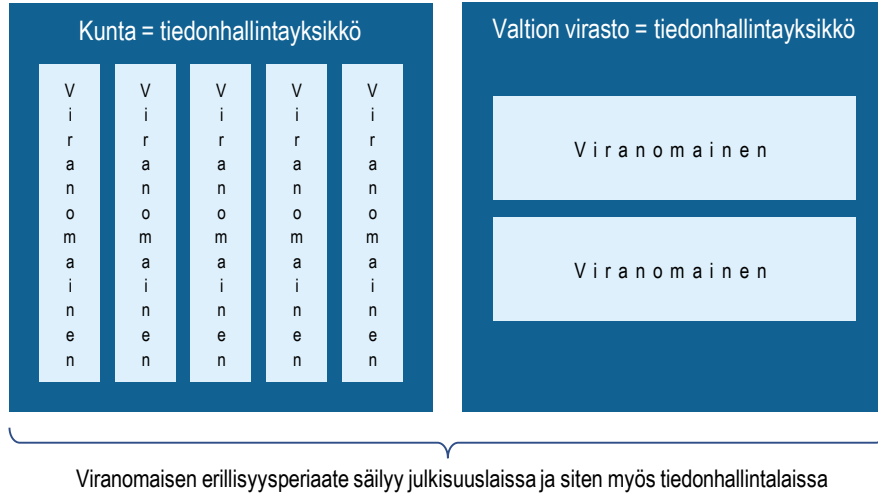 Kunta = tiedonhallintayksikkö
Viranomainen
Viranomainen
Viranomainen
Viranomainen
Viranomainen
Valtion virasto = tiedonhallintayksikkö
Viranomainen
Viranomainen
Viranomaisen erillisyysperiaate säilyy julkisuuslaissa ja siten myös tiedonhallintalaissa